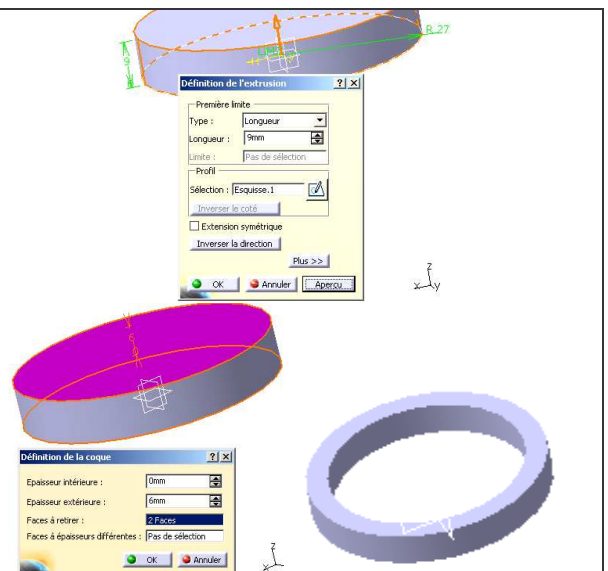 R 27
9
LIM1
Définition de l'extrusion
Première limite
Type : Longueur
Longueur : 9mm
Limite : Pas de sélection
Profil
Sélection : Esquisse.1
Inverser le coté
Extension symétrique
Inverser la direction
Plus >>
OK Annuler Aperçu
z
x y
6
Définition de la coque
Epaisseur intérieure : 0mm
Epaisseur extérieure : 6mm
Faces à retirer : 2 Faces
Faces à épaisseurs différentes : Pas de sélection
OK Annuler
z
x